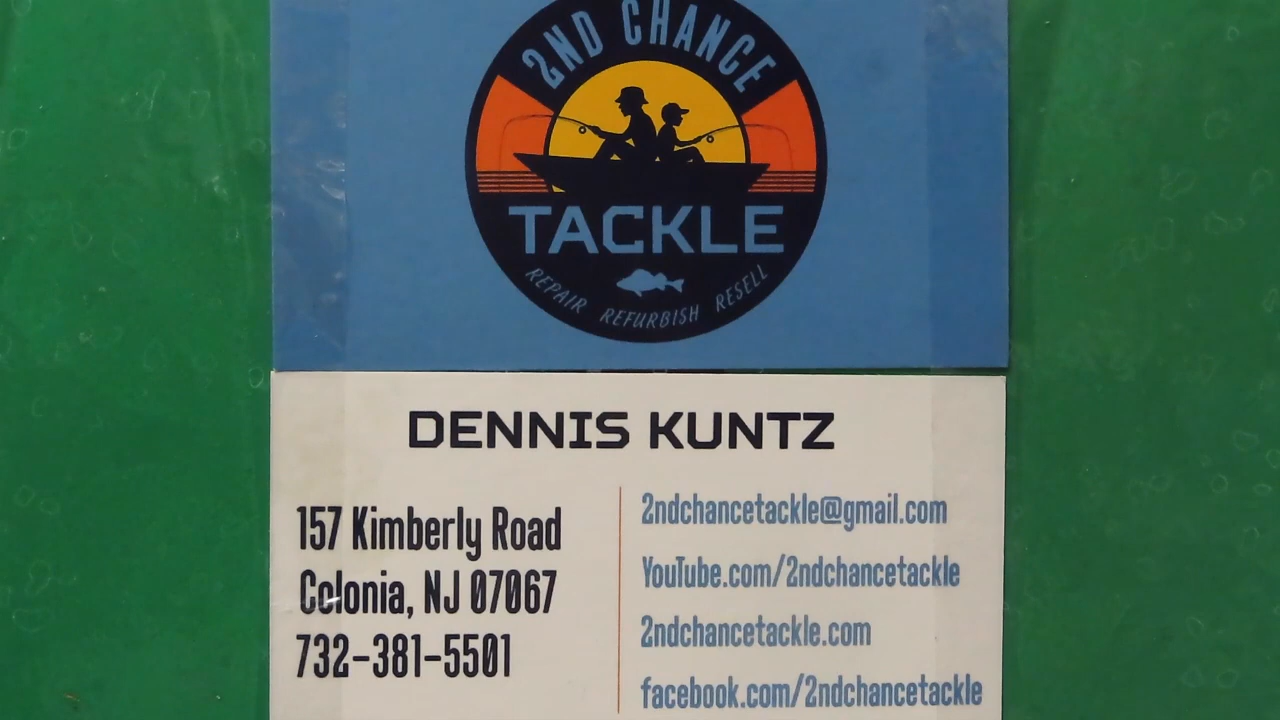 2ND CHANCE
TACKLE
REPAIR REFURBISH RESELL
DENNIS KUNTZ
157 Kimberly Road
Colonia, NJ 07067
732-381-5501
2ndchancetackle@gmail.com
YouTube.com/2ndchancetackle
2ndchancetackle.com
facebook.com/2ndchancetackle